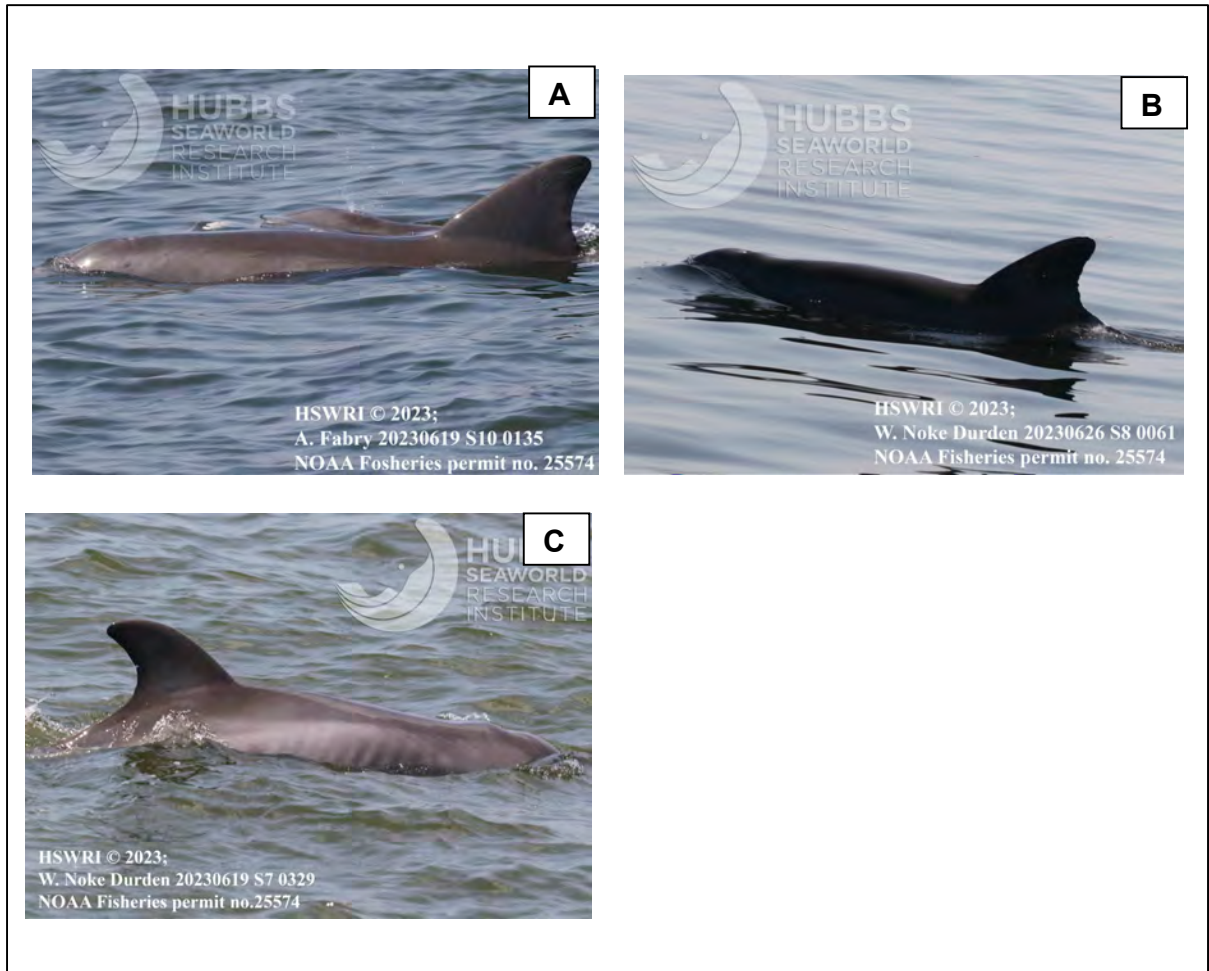 A
HUBBS
SEAWORLD
RESEARCH
INSTITUTE
HSWRI © 2023;
A. Fabry 20230619 S10 0135
NOAA Fosheries permit no. 25574
B
HUBBS
SEAWORLD
RESEARCH
INSTITUTE
HSWRI © 2023;
W. Noke Durden 20230626 S8 0061
NOAA Fisheries permit no. 25574
C
HU
SEAWORLD
RESEARCH
INSTITUTE
HSWRI © 2023;
W. Noke Durden 20230619 S7 0329
NOAA Fisheries permit no.25574